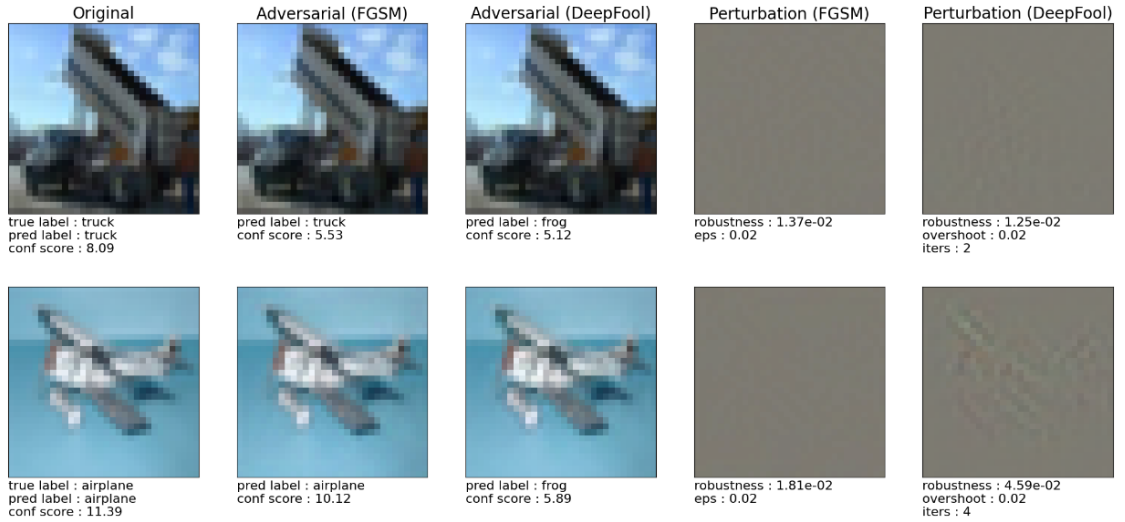 Original
Adversarial (FGSM)
Adversarial (DeepFool)
Perturbation (FGSM)
Perturbation (DeepFool)
true label : truck
pred label : truck
conf score : 8.09
pred label : truck
conf score : 5.53
pred label : frog
conf score : 5.12
robustness : 1.37e-02
eps : 0.02
robustness : 1.25e-02
overshoot : 0.02
iters : 2
true label : airplane
pred label : airplane
conf score : 11.39
pred label : airplane
conf score : 10.12
pred label : frog
conf score : 5.89
robustness : 1.81e-02
eps : 0.02
robustness : 4.59e-02
overshoot : 0.02
iters : 4